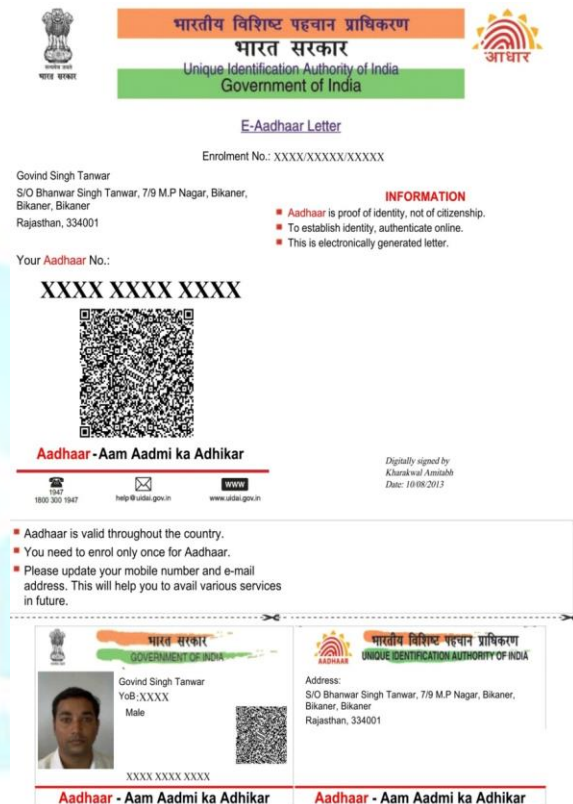 भारतीय विशिष्ट पहचान प्राधिकरण
भारत सरकार
Unique Identification Authority of India
Government of India
भारत सरकार
आधार
E-Aadhaar Letter
Enrolment No.: XXXX/XXXXX/XXXXX
Govind Singh Tanwar
S/O Bhanwar Singh Tanwar, 7/9 M.P Nagar, Bikaner,
Bikaner, Bikaner
Rajasthan, 334001
INFORMATION
Aadhaar is proof of identity, not of citizenship.
To establish identity, authenticate online.
This is electronically generated letter.
Your Aadhaar No.:
XXXX XXXX XXXX
Aadhaar - Aam Aadmi ka Adhikar
1947
1800 300 1947
help@uidai.gov.in
WWW
www.uidai.gov.in
Digitally signed by
Kharakwal Amitabh
Date: 10/08/2013
Aadhaar is valid throughout the country.
You need to enrol only once for Aadhaar.
Please update your mobile number and e-mail
address. This will help you to avail various services
in future.
भारत सरकार
GOVERNMENT OF INDIA
Govind Singh Tanwar
YoB:XXXX
Male
XXXX XXXX XXXX
Aadhaar - Aam Aadmi ka Adhikar
AADHAAR
भारतीय विशिष्ट पहचान प्राधिकरण
UNIQUE IDENTIFICATION AUTHORITY OF INDIA
Address:
S/O Bhanwar Singh Tanwar, 7/9 M.P Nagar, Bikaner,
Bikaner, Bikaner
Rajasthan, 334001
Aadhaar - Aam Aadmi ka Adhikar